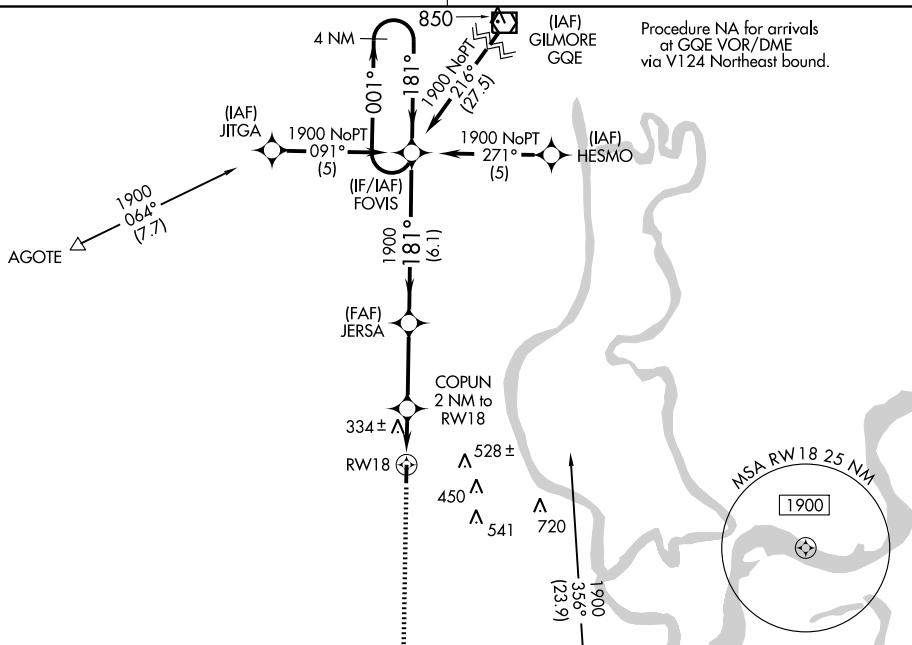 850
(IAF)
GILMORE
GQE
Procedure NA for arrivals
at GQE VOR/DME
via V124 Northeast bound.
4 NM
001°
181°
1900 NoPT
216°
(27.5)
(IAF)
JITGA
1900 NoPT
091°
(5)
1900 NoPT
271°
(5)
(IAF)
HESMO
(IF/IAF)
FOVIS
1900
064°
(7.7)
AGOTE
1900
181°
(6.1)
(FAF)
JERSA
COPUN
2 NM to
RW18
334 ±
RW18
528 ±
450
541
720
1900
356°
(23.9)
MSA RW18 25 NM
1900